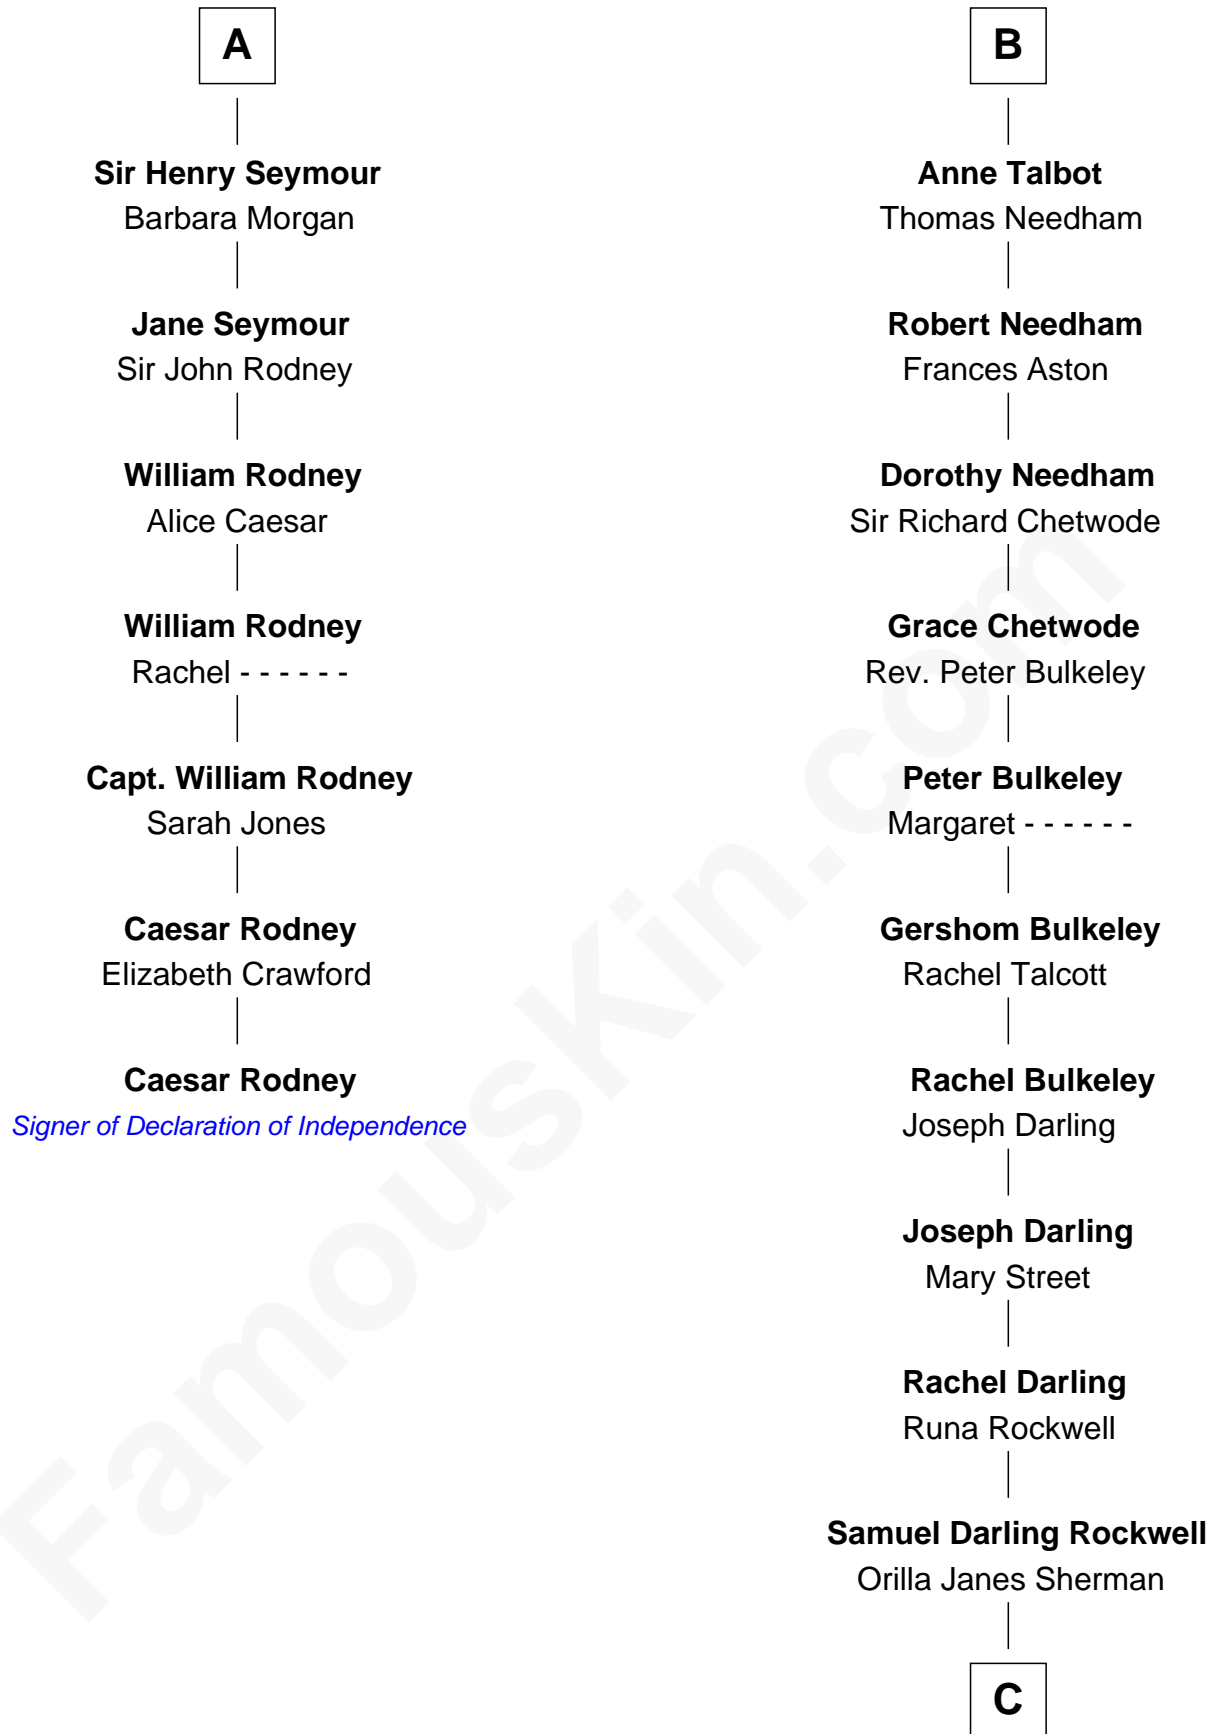 A
Sir Henry Seymour
Barbara Morgan
Jane Seymour
Sir John Rodney
William Rodney
Alice Caesar
William Rodney
Rachel - - - - - -
Capt. William Rodney
Sarah Jones
Caesar Rodney
Elizabeth Crawford
Caesar Rodney
Signer of Declaration of Independence
B
Anne Talbot
Thomas Needham
Robert Needham
Frances Aston
Dorothy Needham
Sir Richard Chetwode
Grace Chetwode
Rev. Peter Bulkeley
Peter Bulkeley
Margaret - - - - - -
Gershom Bulkeley
Rachel Talcott
Rachel Bulkeley
Joseph Darling
Joseph Darling
Mary Street
Rachel Darling
Runa Rockwell
Samuel Darling Rockwell
Orilla Janes Sherman
C
FamousKin.com